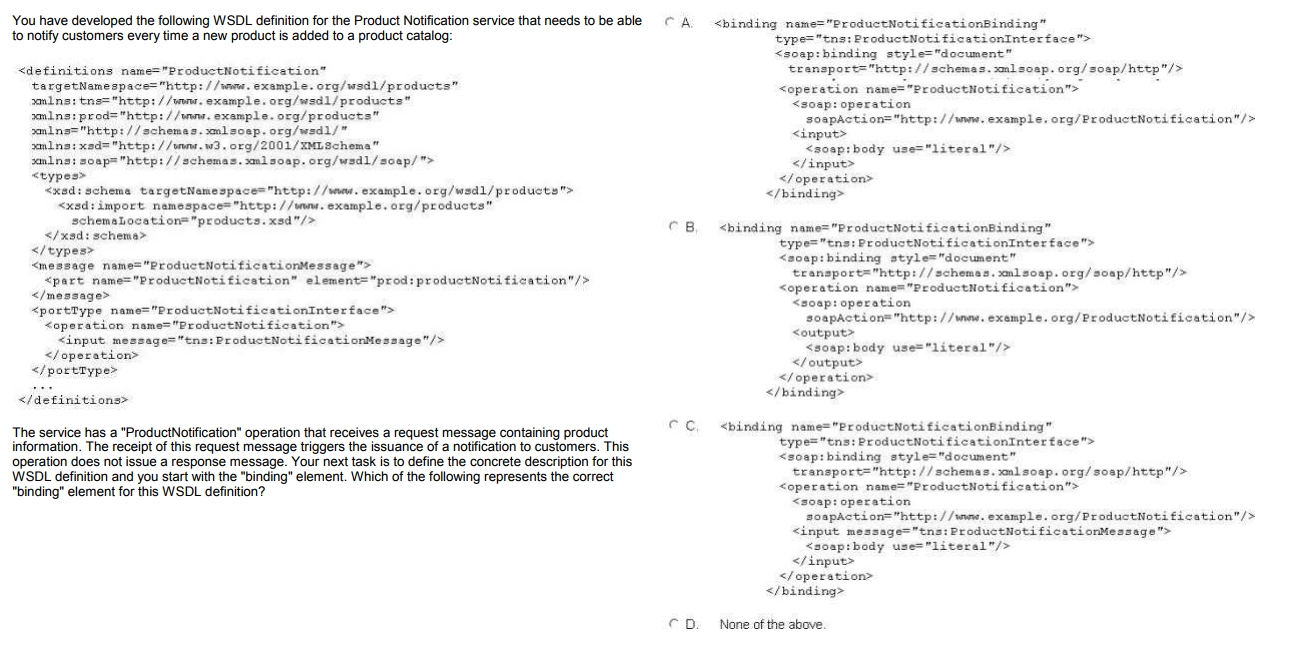 You have developed the following WSDL definition for the Product Notification service that needs to be able
to notify customers every time a new product is added to a product catalog:
<definitions name="ProductNotification"
targetNamespace="http://www.example.org/wsdl/products"
xmlns:tns="http://www.example.org/wsdl/products"
xmlns:prod="http://www.example.org/products"
xmlns="http://schemas.xmlsoap.org/wsdl/"
xmlns:xsd="http://www.w3.org/2001/XMLSchema"
xmlns:soap="http://schemas.xmlsoap.org/wsdl/soap/">
<types>
<xsd:schema targetNamespace="http://www.example.org/wsdl/products">
<xsd:import namespace="http://www.example.org/products"
schemaLocation="products.xsd"/>
</xsd:schema>
</types>
<message name="ProductNotificationMessage">
<part name="ProductNotification" element="prod:productNotification"/>
</message>
<portType name="ProductNotificationInterface">
<operation name="ProductNotification">
<input message="tns:ProductNotificationMessage"/>
</operation>
</portType>
...
</definitions>
The service has a "ProductNotification" operation that receives a request message containing product
information. The receipt of this request message triggers the issuance of a notification to customers. This
operation does not issue a response message. Your next task is to define the concrete description for this
WSDL definition and you start with the "binding" element. Which of the following represents the correct
"binding" element for this WSDL definition?
A. <binding name="ProductNotificationBinding"
type="tns:ProductNotificationInterface">
<soap:binding style="document"
transport="http://schemas.xmlsoap.org/soap/http"/>
<operation name="ProductNotification">
<soap:operation
soapAction="http://www.example.org/ProductNotification"/>
<input>
<soap:body use="literal"/>
</input>
</operation>
</binding>
B. <binding name="ProductNotificationBinding"
type="tns:ProductNotificationInterface">
<soap:binding style="document"
transport="http://schemas.xmlsoap.org/soap/http"/>
<operation name="ProductNotification">
<soap:operation
soapAction="http://www.example.org/ProductNotification"/>
<output>
<soap:body use="literal"/>
</output>
</operation>
</binding>
C. <binding name="ProductNotificationBinding"
type="tns:ProductNotificationInterface">
<soap:binding style="document"
transport="http://schemas.xmlsoap.org/soap/http"/>
<operation name="ProductNotification">
<soap:operation
soapAction="http://www.example.org/ProductNotification"/>
<input message="tns:ProductNotificationMessage">
<soap:body use="literal"/>
</input>
</operation>
</binding>
D. None of the above.